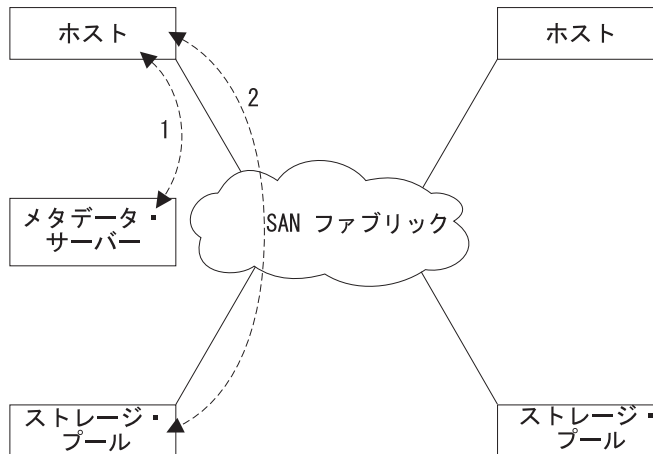 ホスト
ホスト
2
1
メタデータ・
サーバー
SAN ファブリック
ストレージ・
プール
ストレージ・
プール